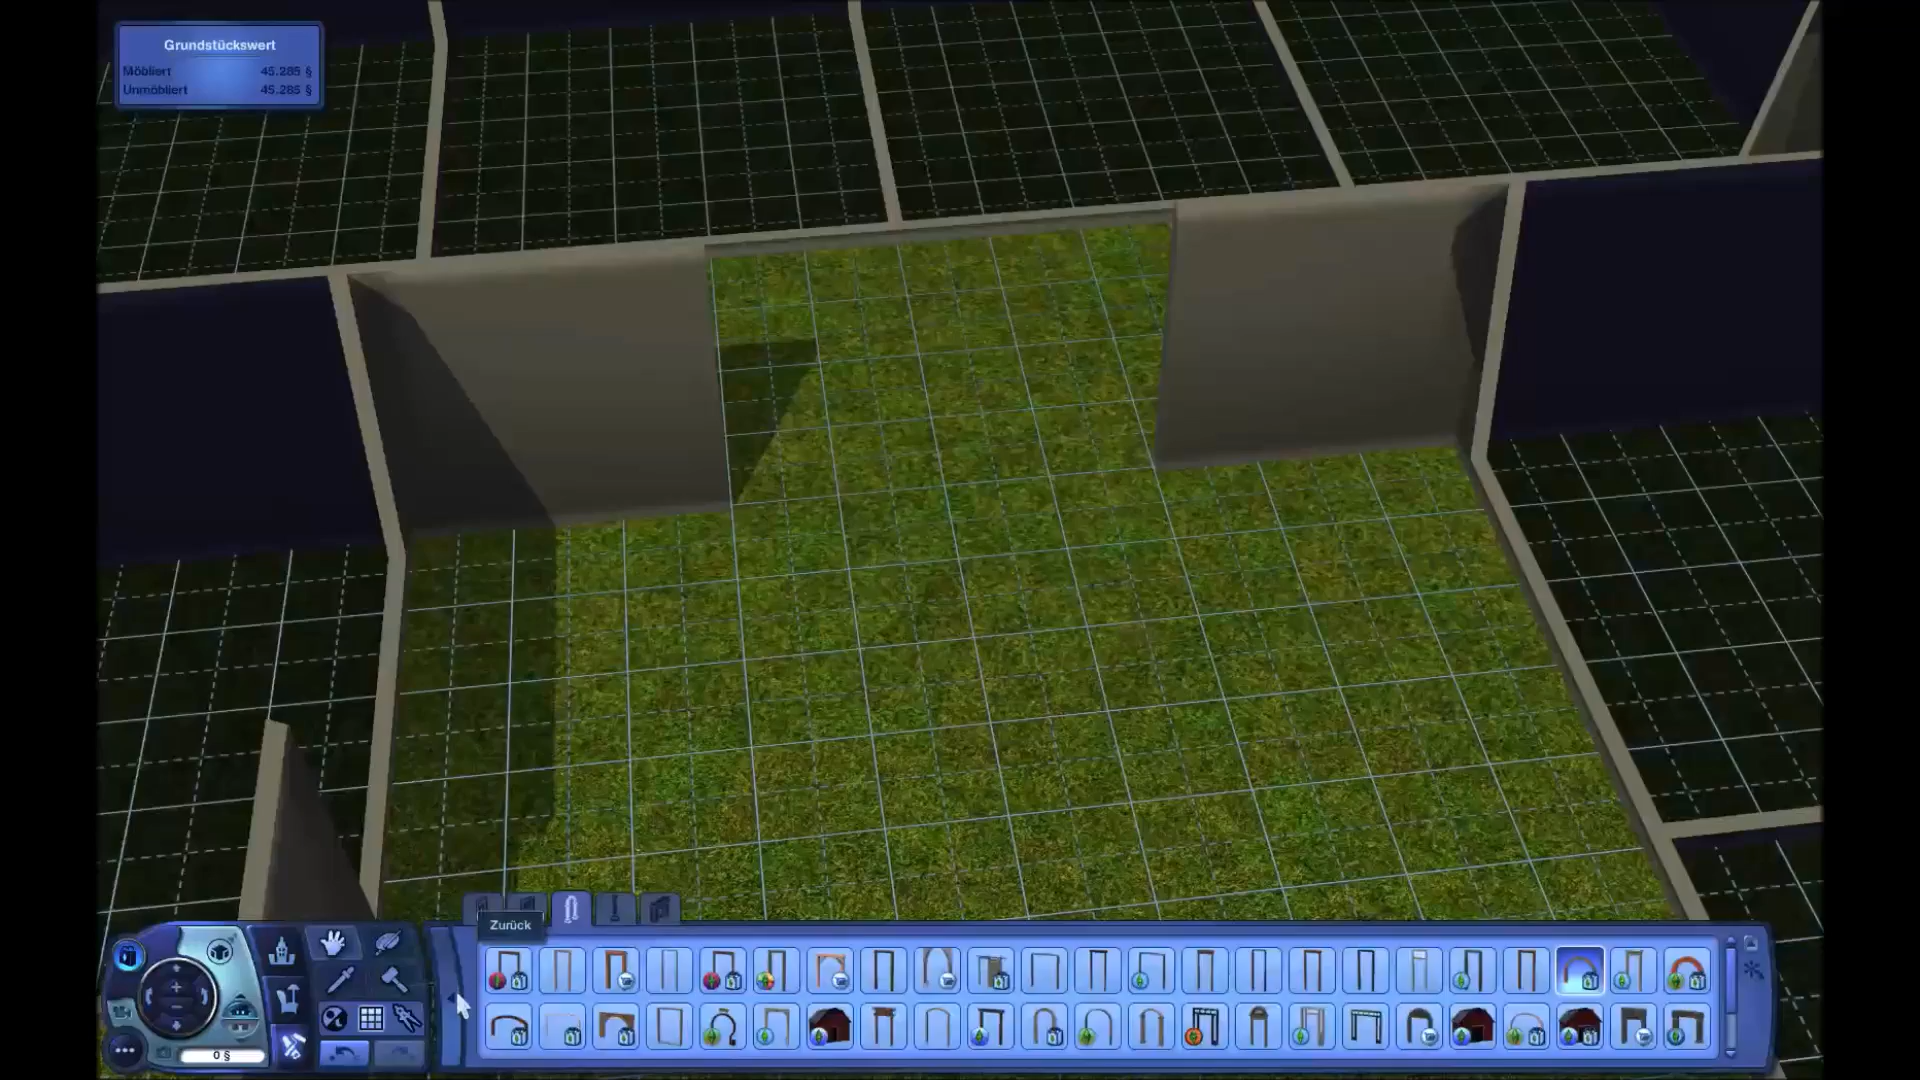 Grundstückswert
Möbliert 45.285 §
Unmöbliert 45.285 §
Zurück
0 §